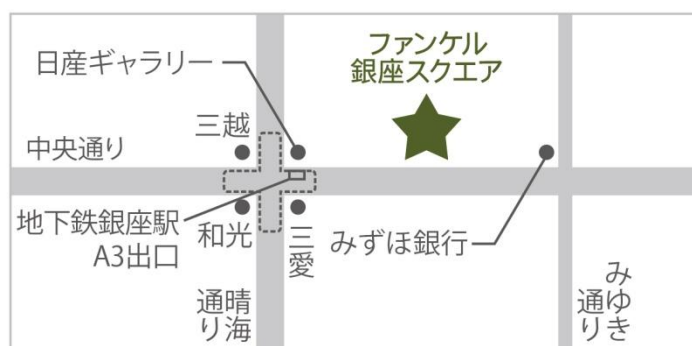 ファンケル
銀座スクエア
日産ギャラリー
三越
中央通り
地下鉄銀座駅
A3出口
和光
三愛
みずほ銀行
晴海
通り
みゆき
通り